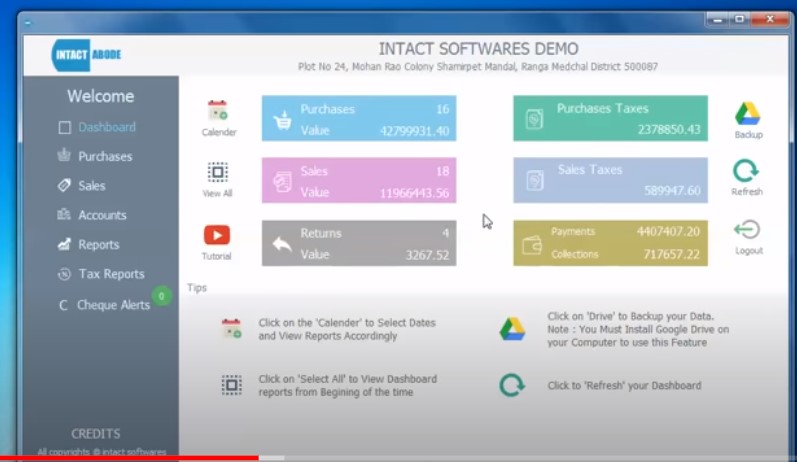 INTACT ABODE
INTACT SOFTWARES DEMO
Plot No 24, Mohan Rao Colony Shamirpet Mandal, Ranga Medchal District 500087
Welcome
Dashboard
Purchases
Sales
Accounts
Reports
Tax Reports
Cheque Alerts
0
CREDITS
All copyrights @ intact softwares
Calender
View All
Tutorial
Purchases 16
Value 42799931.40
Sales 18
Value 11966443.56
Returns 4
Value 3267.52
Purchases Taxes
2378850.43
Sales Taxes
589947.60
Payments 4407407.20
Collections 717657.22
Backup
Refresh
Logout
Tips
Click on the 'Calender' to Select Dates
and View Reports Accordingly
Click on 'Drive' to Backup your Data.
Note : You Must Install Google Drive on
your Computer to use this Feature
Click on 'Select All' to View Dashboard
reports from Begining of the time
Click to 'Refresh' your Dashboard